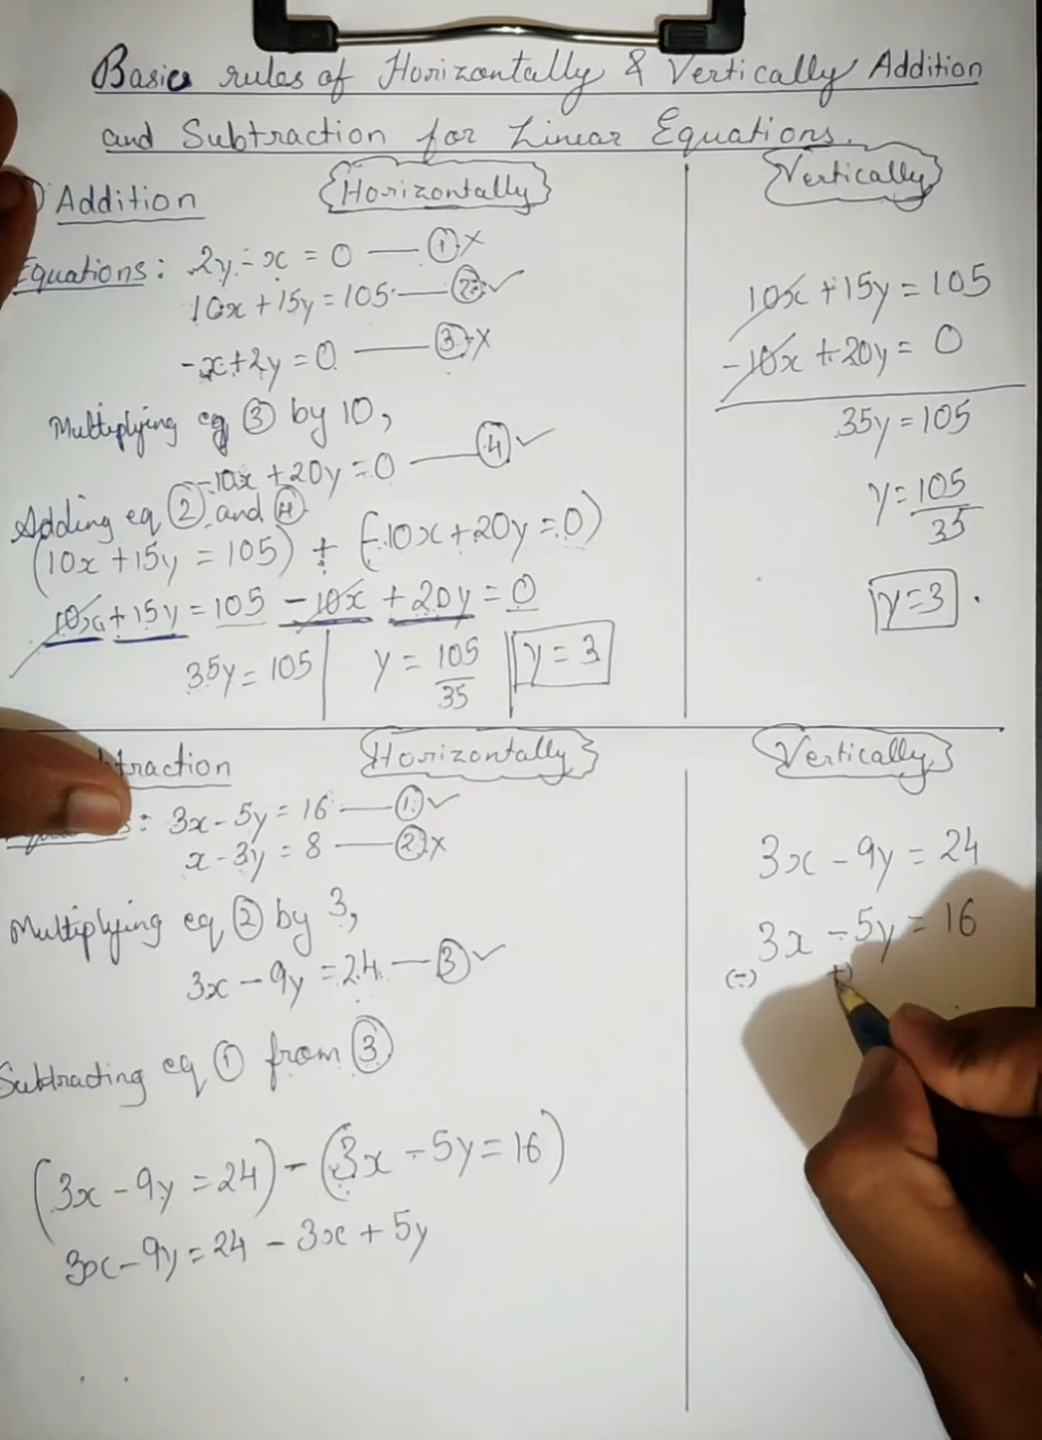 Basics rules of Horizontally & Vertically Addition
and Subtraction for Linear Equations.
Addition
Horizontally
Equations: 2y - x = 0 — ① ×
10x + 15y = 105 — ② ✓
-x + 2y = 0 — ③ ×
Multiplying eq ③ by 10,
-10x + 20y = 0 — ④ ✓
Adding eq ② and ④
(10x + 15y = 105) + (-10x + 20y = 0)
10x + 15y = 105 - 10x + 20y = 0
35y = 105 | y = 105/35 | y = 3
Vertically
10x + 15y = 105
-10x + 20y = 0
35y = 105
y = 105/35
y = 3.
traction
Horizontally
s: 3x - 5y = 16 — ① ✓
x - 3y = 8 — ② ×
Multiplying eq ② by 3,
3x - 9y = 24 — ③ ✓
Subtracting eq ① from ③
(3x - 9y = 24) - (3x - 5y = 16)
3x - 9y = 24 - 3x + 5y
Vertically
3x - 9y = 24
3x - 5y = 16
(-) (+)